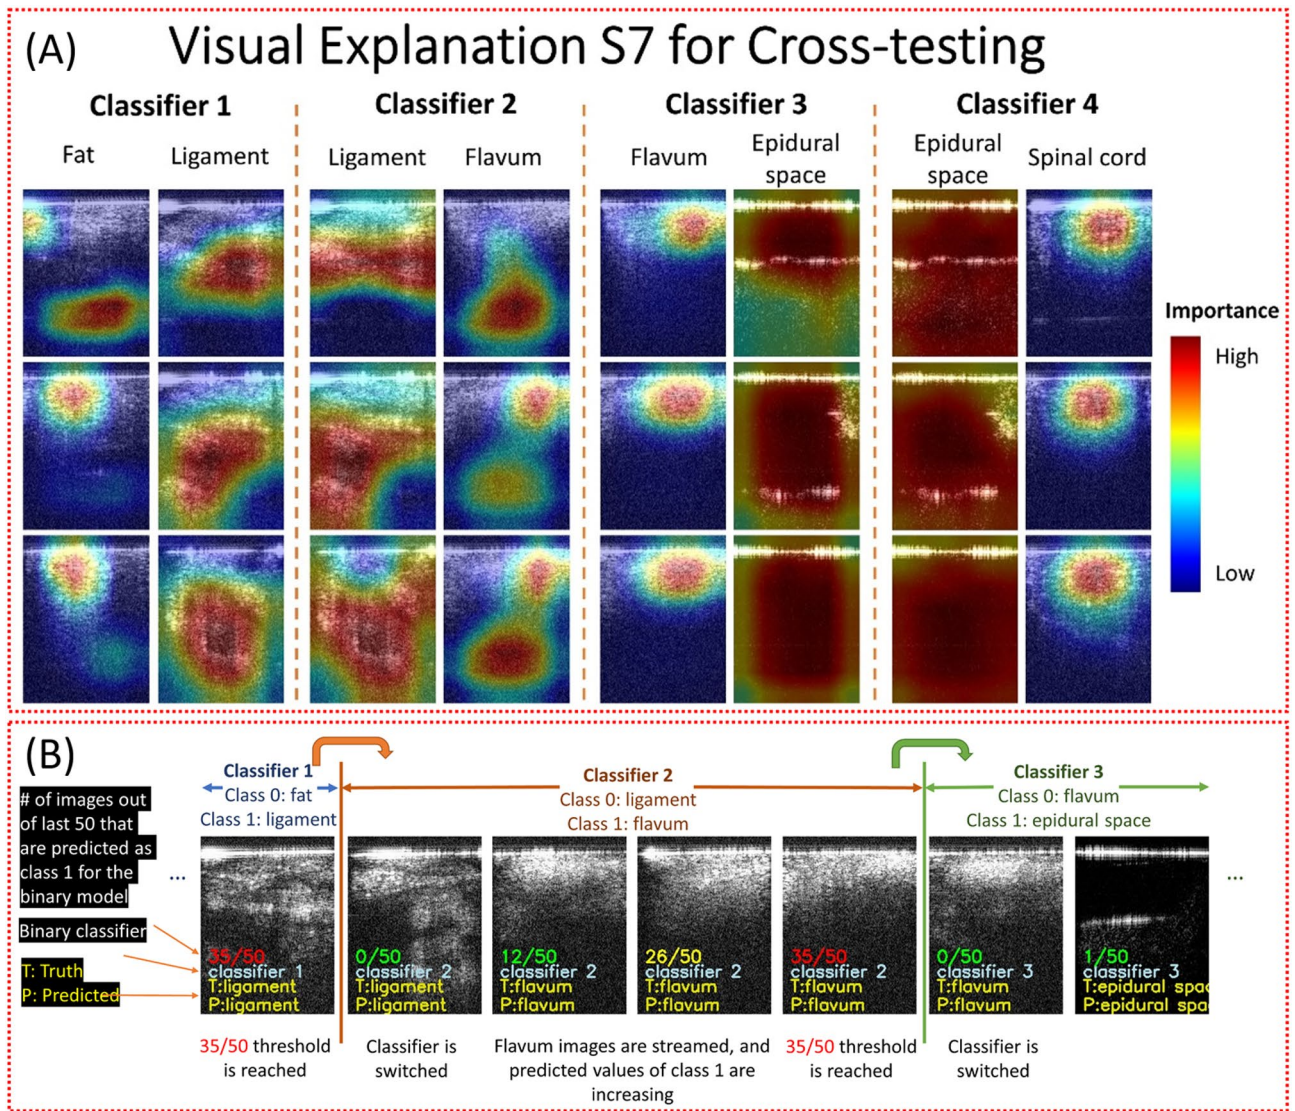 (A)
Visual Explanation S7 for Cross-testing
Classifier 1
Classifier 2
Classifier 3
Classifier 4
Fat
Ligament
Ligament
Flavum
Flavum
Epidural
space
Epidural
space
Spinal cord
Importance
High
Low
(B)
# of images out
of last 50 that
are predicted as
class 1 for the
binary model
Binary classifier
T: Truth
P: Predicted
Classifier 1
Class 0: fat
Class 1: ligament
Classifier 2
Class 0: ligament
Class 1: flavum
Classifier 3
Class 0: flavum
Class 1: epidural space
...
35/50
classifier 1
T:ligament
P:ligament
0/50
classifier 2
T:ligament
P:ligament
12/50
classifier 2
T:flavum
P:flavum
26/50
classifier 2
T:flavum
P:flavum
35/50
classifier 2
T:flavum
P:flavum
0/50
classifier 3
T:flavum
P:flavum
1/50
classifier 3
T:epidural spac
P:epidural spa
...
35/50 threshold
is reached
Classifier is
switched
Flavum images are streamed, and
predicted values of class 1 are
increasing
35/50 threshold
is reached
Classifier is
switched